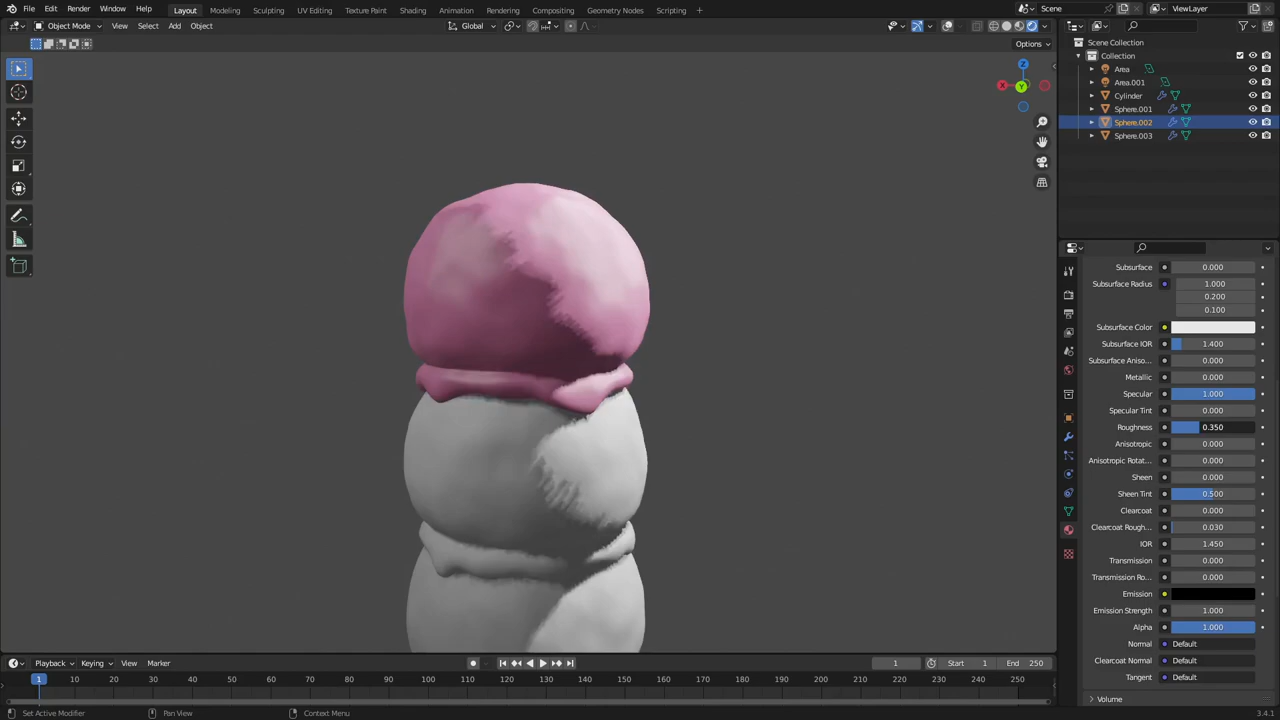 File Edit Render Window Help Layout Modeling Sculpting UV Editing Texture Paint Shading Animation Rendering Compositing Geometry Nodes Scripting Scene ViewLayer
Object Mode View Select Add Object Global
Options
Scene Collection
Collection
Area
Area.001
Cylinder
Sphere.001
Sphere.002
Sphere.003
X
Y
Z
Subsurface 0.000
Subsurface Radius 1.000
0.200
0.100
Subsurface Color
Subsurface IOR 1.400
Subsurface Aniso... 0.000
Metallic 0.000
Specular 1.000
Specular Tint 0.000
Roughness 0.350
Anisotropic 0.000
Anisotropic Rotat... 0.000
Sheen 0.000
Sheen Tint 0.500
Clearcoat 0.000
Clearcoat Rough... 0.030
IOR 1.450
Transmission 0.000
Transmission Ro... 0.000
Emission
Emission Strength 1.000
Alpha 1.000
Normal Default
Clearcoat Normal Default
Tangent Default
Volume
Playback Keying View Marker 1 Start 1 End 250
1 10 20 30 40 50 60 70 80 90 100 110 120 130 140 150 160 170 180 190 200 210 220 230 240 250
Set Active Modifier Pan View Context Menu 3.4.1